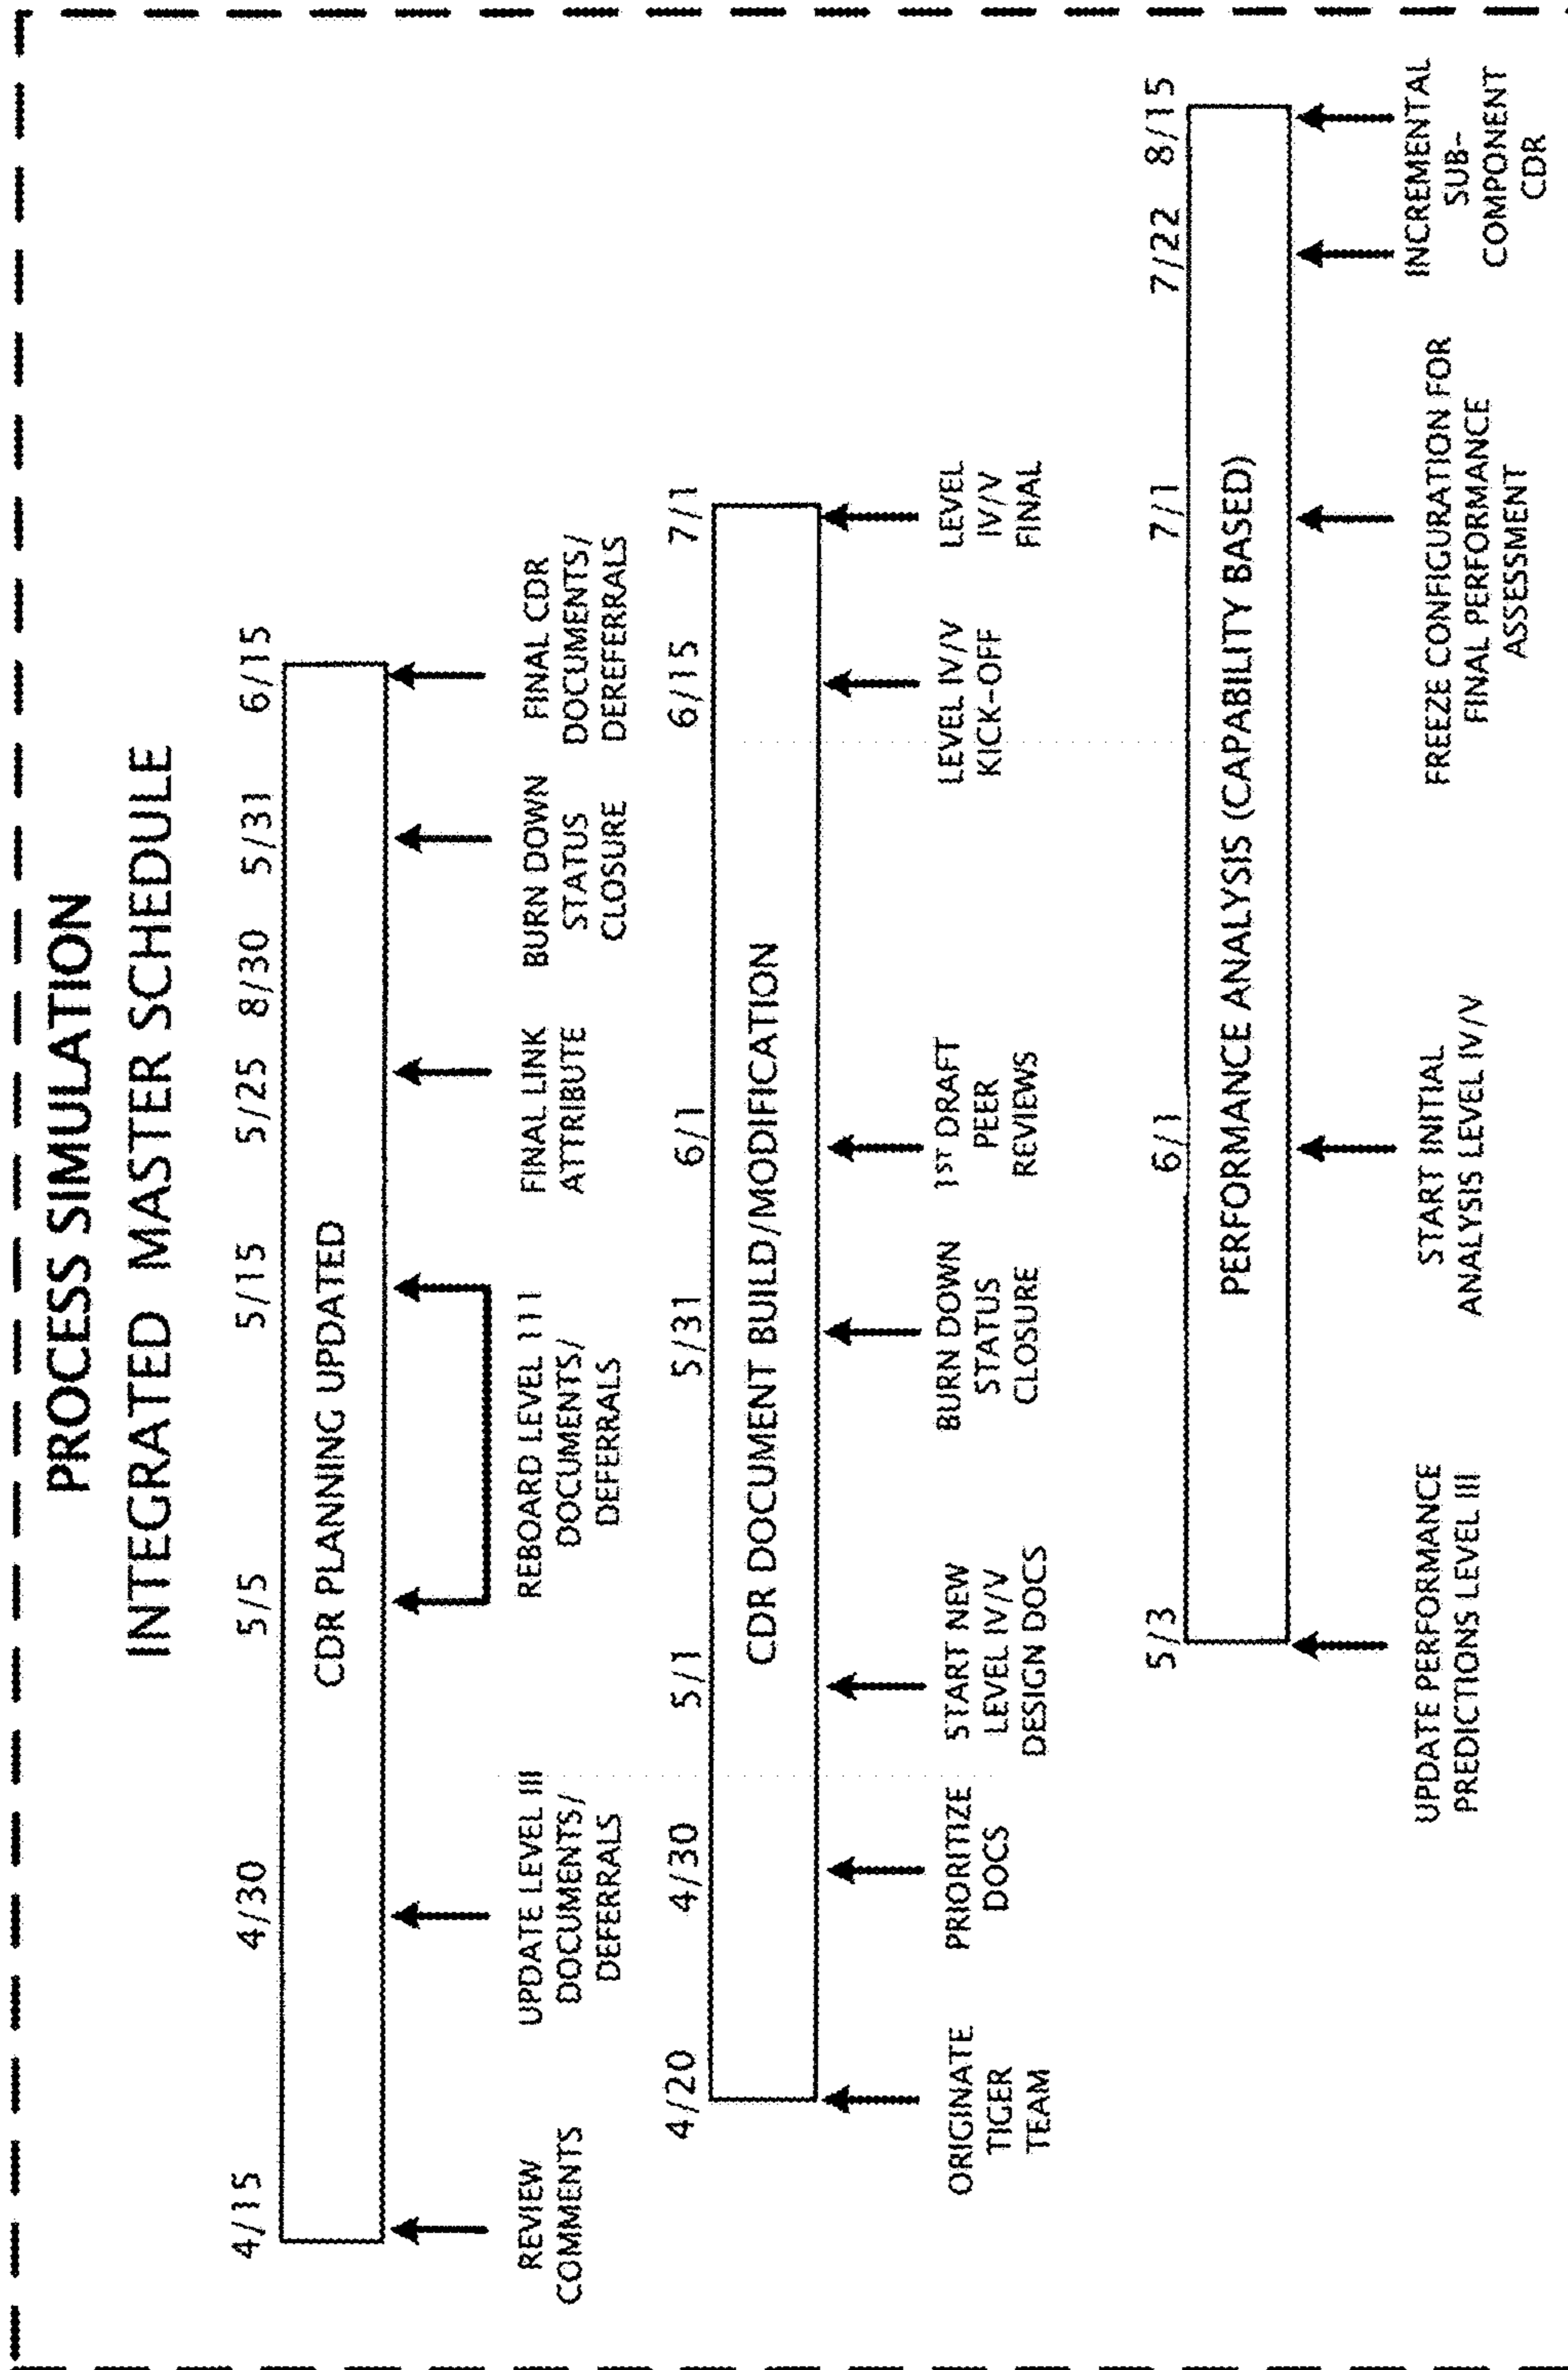 PROCESS SIMULATION
INTEGRATED MASTER SCHEDULE
4/15 4/30 5/5 5/15 5/25 8/30 5/31 6/15
CDR PLANNING UPDATED
REVIEW
COMMENTS
UPDATE LEVEL III
DOCUMENTS/
DEFERRALS
REBOARD LEVEL 111
DOCUMENTS/
DEFERRALS
FINAL LINK
ATTRIBUTE
BURN DOWN
STATUS
CLOSURE
FINAL CDR
DOCUMENTS/
DEREFERRALS
4/20 4/30 5/1 5/31 6/1 6/15 7/1
CDR DOCUMENT BUILD/MODIFICATION
ORIGINATE
TIGER
TEAM
PRIORITIZE
DOCS
START NEW
LEVEL IV/V
DESIGN DOCS
BURN DOWN
STATUS
CLOSURE
1ST DRAFT
PEER
REVIEWS
LEVEL IV/V
KICK-OFF
LEVEL
IV/V
FINAL
5/3 6/1 7/1 7/22 8/15
PERFORMANCE ANALYSIS (CAPABILITY BASED)
UPDATE PERFORMANCE
PREDICTIONS LEVEL III
START INITIAL
ANALYSIS LEVEL IV/V
FREEZE CONFIGURATION FOR
FINAL PERFORMANCE
ASSESSMENT
INCREMENTAL
SUB-
COMPONENT
CDR